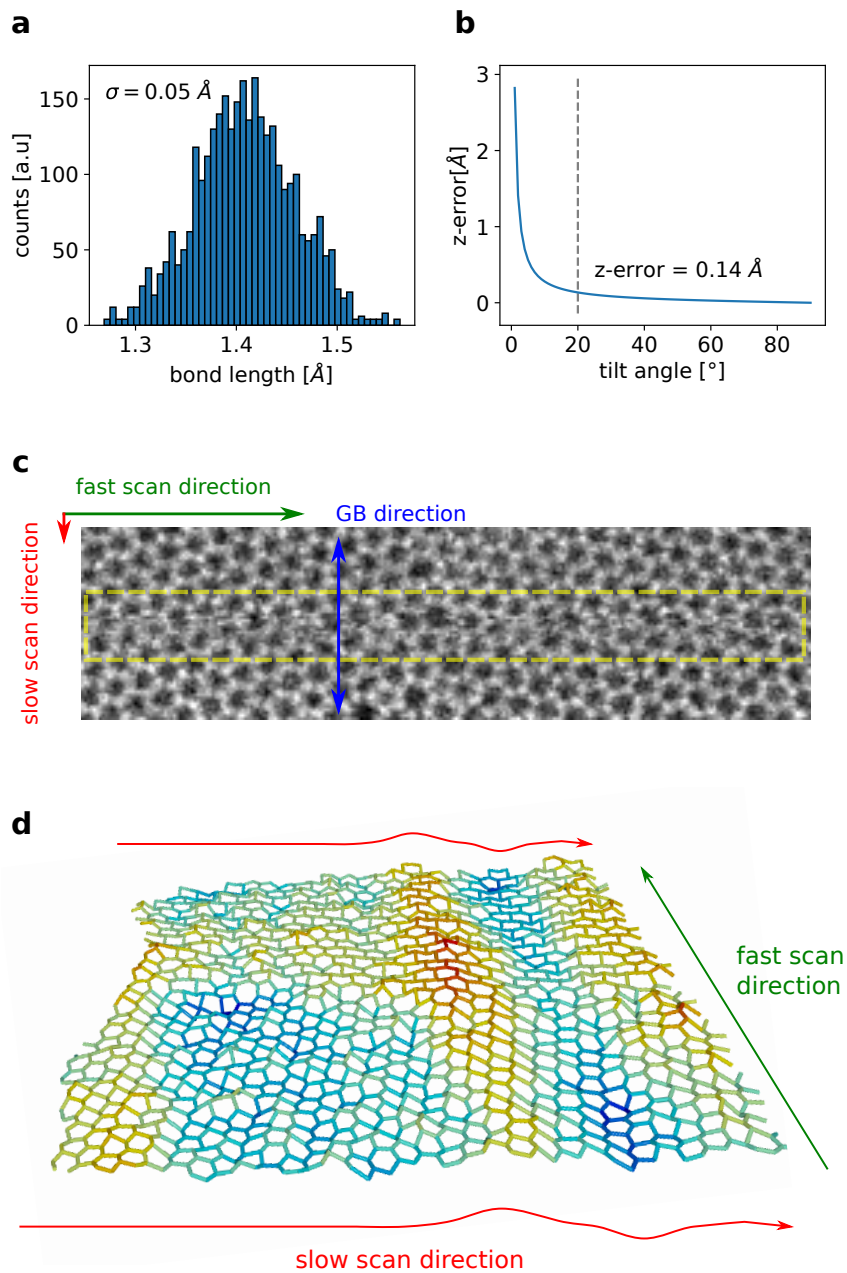 a
σ = 0.05 Å
counts [a.u]
150
100
50
0
1.3
1.4
1.5
bond length [Å]
b
z-error[Å]
3
2
1
0
z-error = 0.14 Å
0
20
40
60
80
tilt angle [°]
c
fast scan direction
slow scan direction
GB direction
d
fast scan
direction
slow scan direction